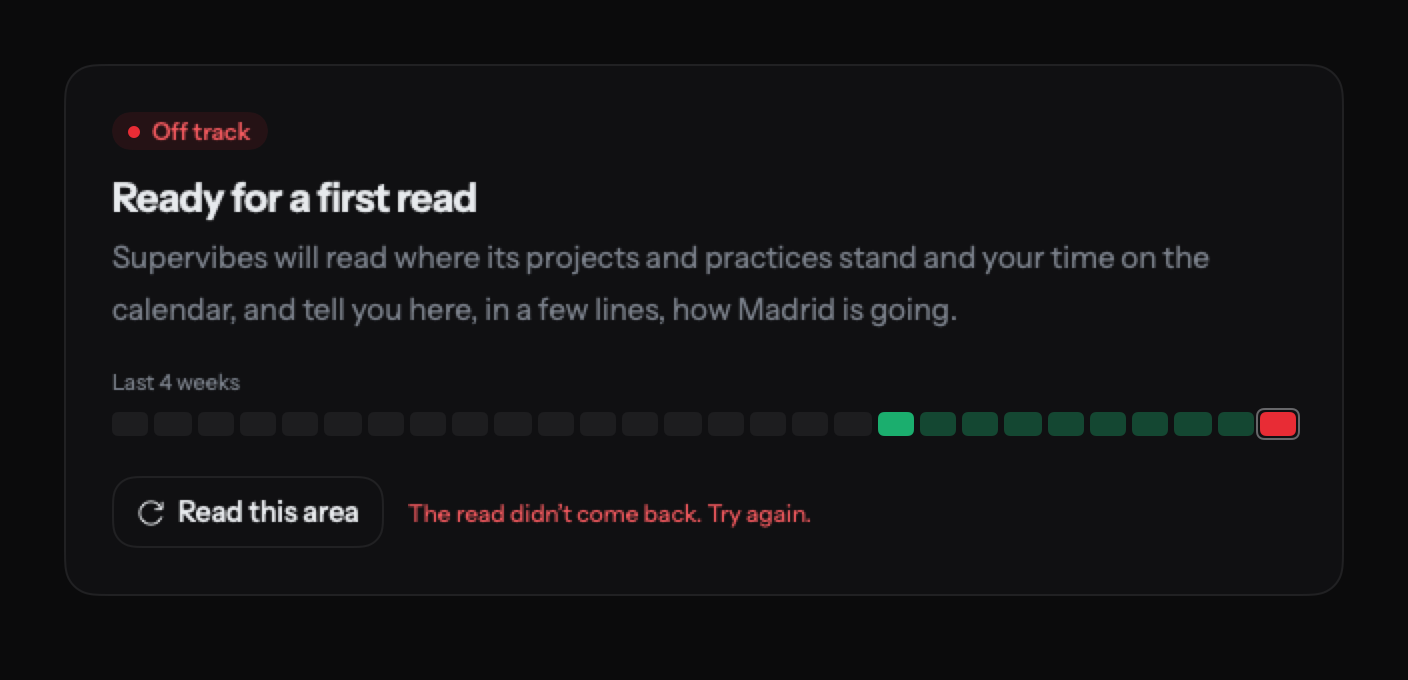 Off track
Ready for a first read
Supervibes will read where its projects and practices stand and your time on the
calendar, and tell you here, in a few lines, how Madrid is going.
Last 4 weeks
Read this area
The read didn’t come back. Try again.